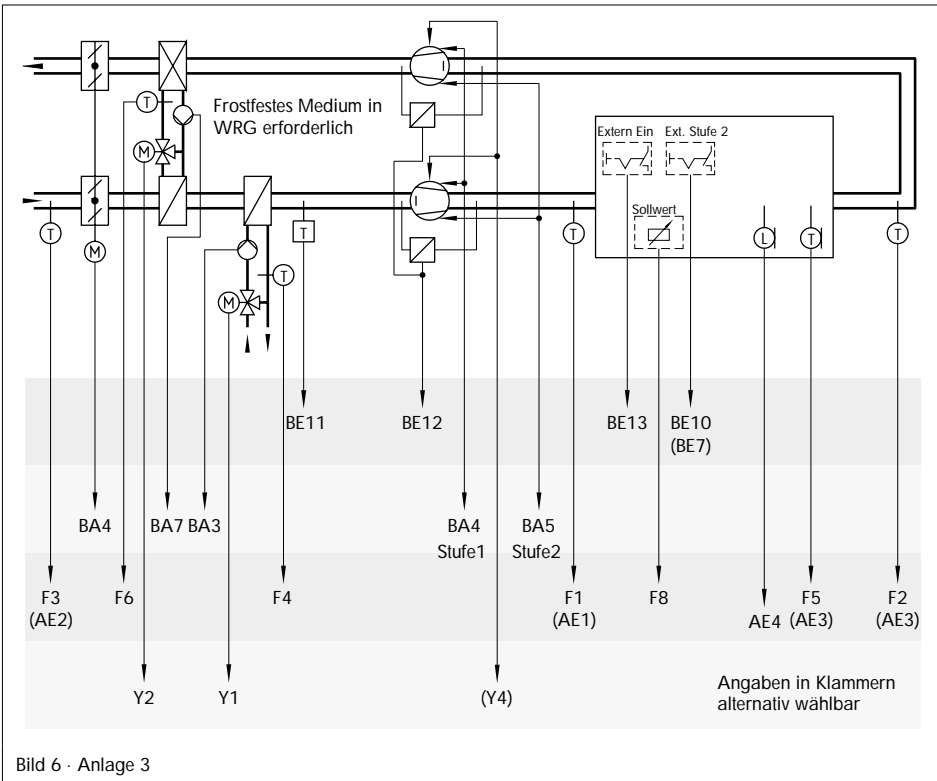 Frostfestes Medium in
WRG erforderlich
Extern Ein
Ext. Stufe 2
Sollwert
T
M
T
M
T
M
T
T
L
T
T
I
I
BE11
BE12
BE13
BE10
(BE7)
BA4
BA7
BA3
BA4
Stufe1
BA5
Stufe2
F3
(AE2)
F6
F4
F1
(AE1)
F8
AE4
F5
(AE3)
F2
(AE3)
Y2
Y1
(Y4)
Angaben in Klammern
alternativ wählbar
Bild 6 · Anlage 3